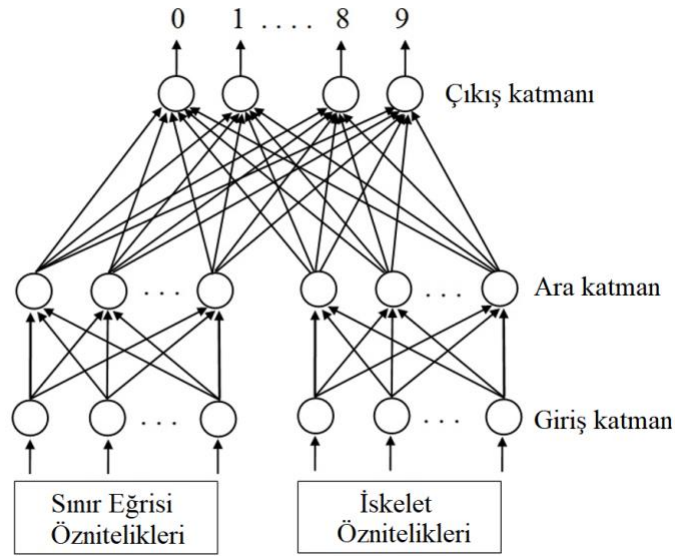 0 1 .... 8 9
Çıkış katmanı
... ... Ara katman
... ... Giriş katman
Sınır Eğrisi
Öznitelikleri
İskelet
Öznitelikleri